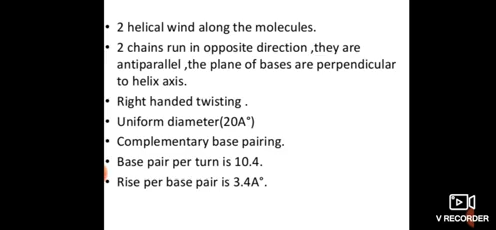 • 2 helical wind along the molecules.
• 2 chains run in opposite direction ,they are
antiparallel ,the plane of bases are perpendicular
to helix axis.
• Right handed twisting .
• Uniform diameter(20A°)
• Complementary base pairing.
• Base pair per turn is 10.4.
• Rise per base pair is 3.4A°.
V RECORDER